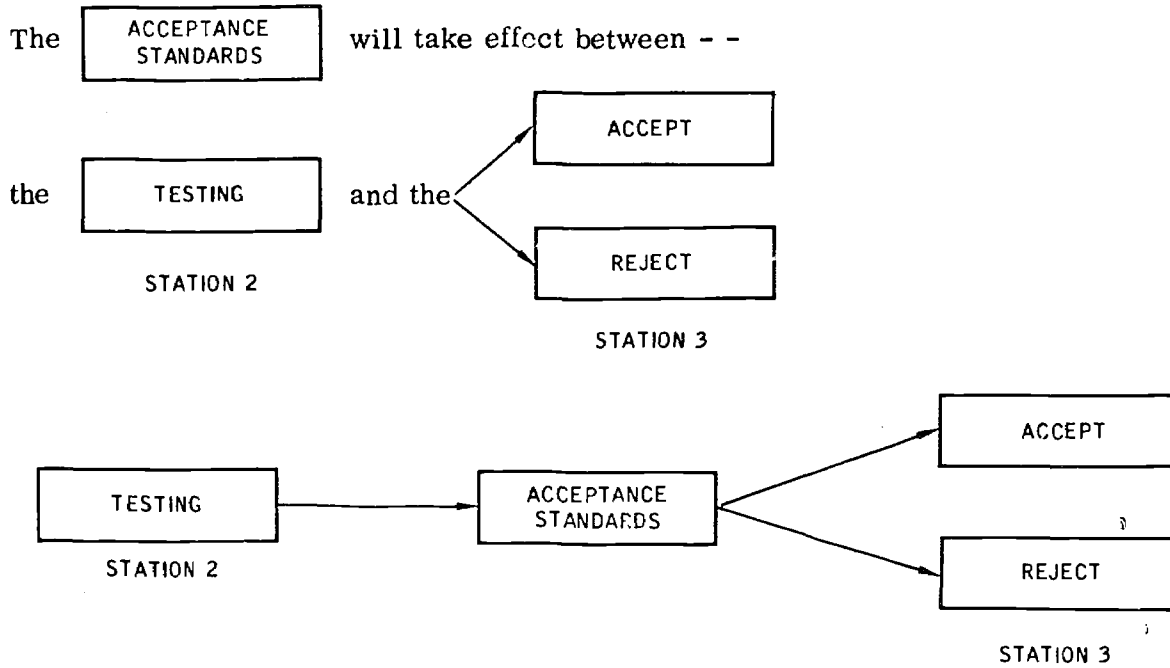 The ACCEPTANCE STANDARDS will take effect between - -
ACCEPT
the TESTING and the
REJECT
STATION 2
STATION 3
ACCEPT
TESTING
ACCEPTANCE
STANDARDS
STATION 2
REJECT
STATION 3